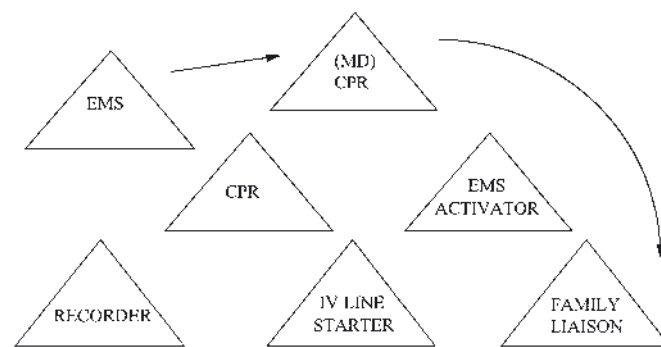 EMS
(MD)
CPR
CPR
EMS
ACTIVATOR
RECORDER
IV LINE
STARTER
FAMILY
LIAISON